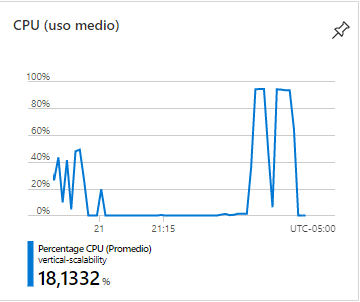 CPU (uso medio)
100%
80%
60%
40%
20%
0%
21
21:15
UTC-05:00
Percentage CPU (Promedio)
vertical-scalability
18,1332 %